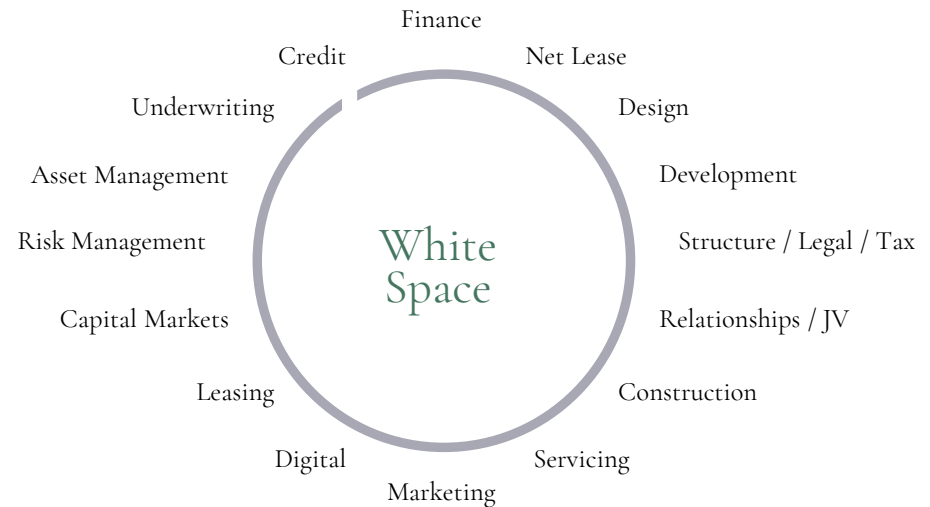 Finance
Credit
Net Lease
Underwriting
Design
Asset Management
Development
Risk Management
Structure / Legal / Tax
White
Space
Capital Markets
Relationships / JV
Leasing
Construction
Digital
Servicing
Marketing